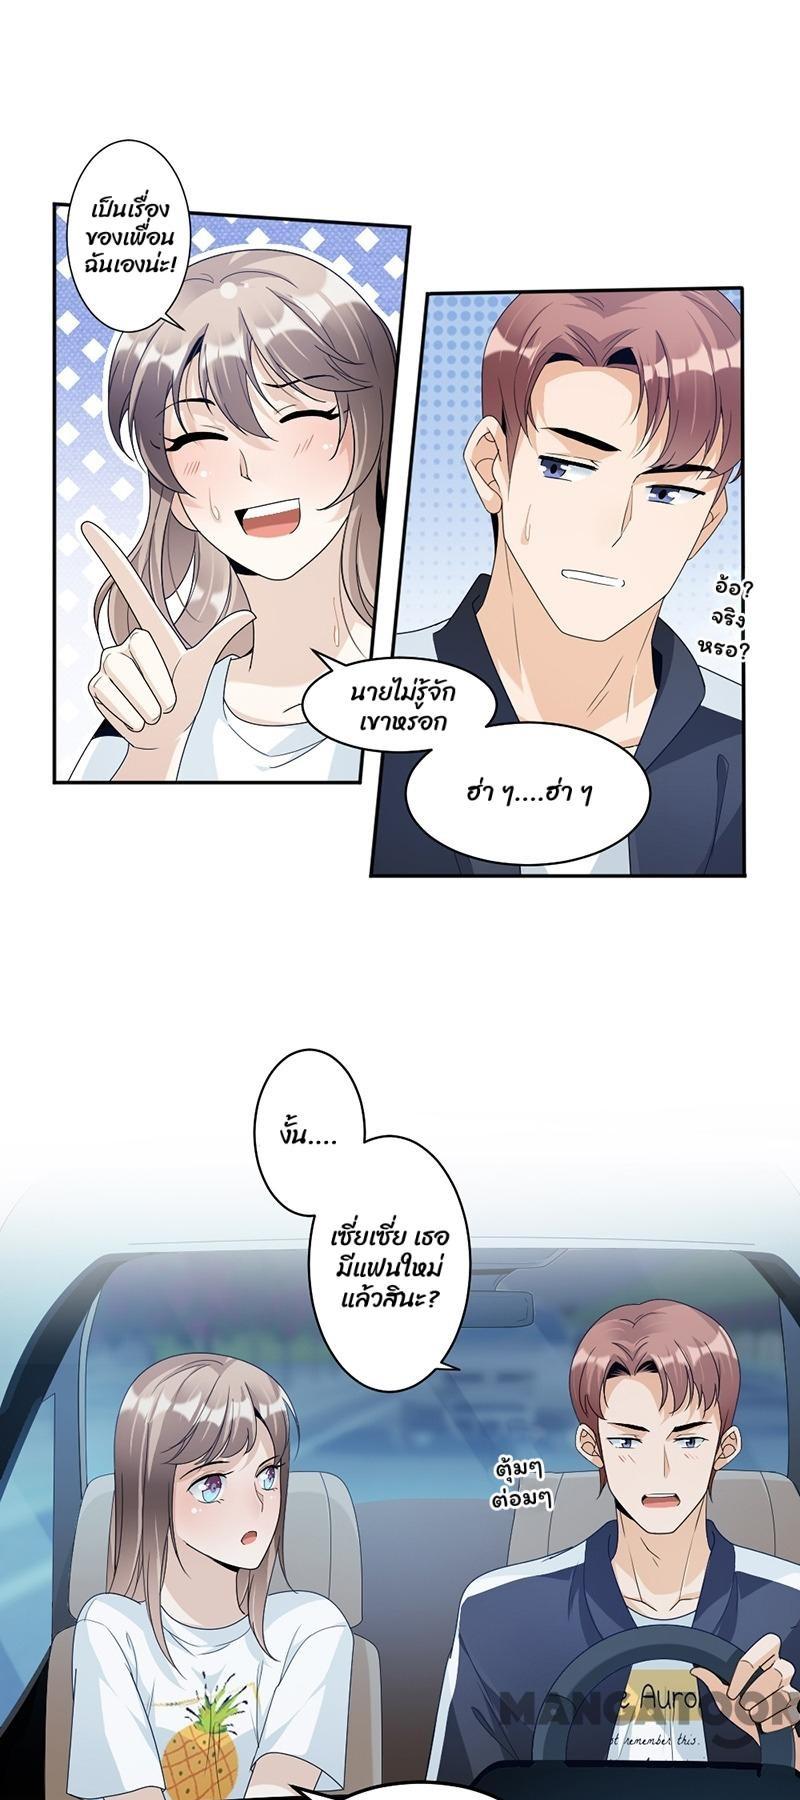 เป็นเรื่อง
ของเพื่อน
ฉันเองน่ะ!
อ้อ?
จริง
หรอ?
นายไม่รู้จัก
เขาหรอก
ฮ่า ๆ....ฮ่า ๆ
งั้น....
เซี่ยเซี่ย เธอ
มีแฟนใหม่
แล้วสินะ?
ตุ้มๆ
ต่อมๆ
e Auro
MANGATOON
ot remember this.